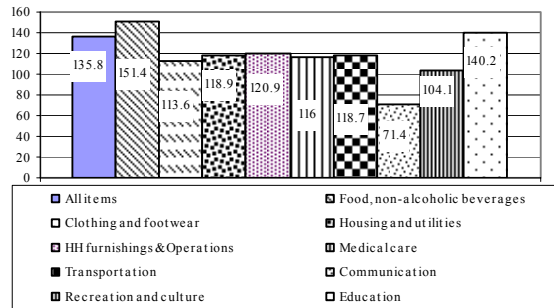 160
140
120
100
80
60
40
20
0
135.8
151.4
113.6
118.9
120.9
116
118.7
71.4
104.1
140.2
All items
Food, non-alcoholic beverages
Clothing and footwear
Housing and utilities
HH furnishings & Operations
Medical care
Transportation
Communication
Recreation and culture
Education